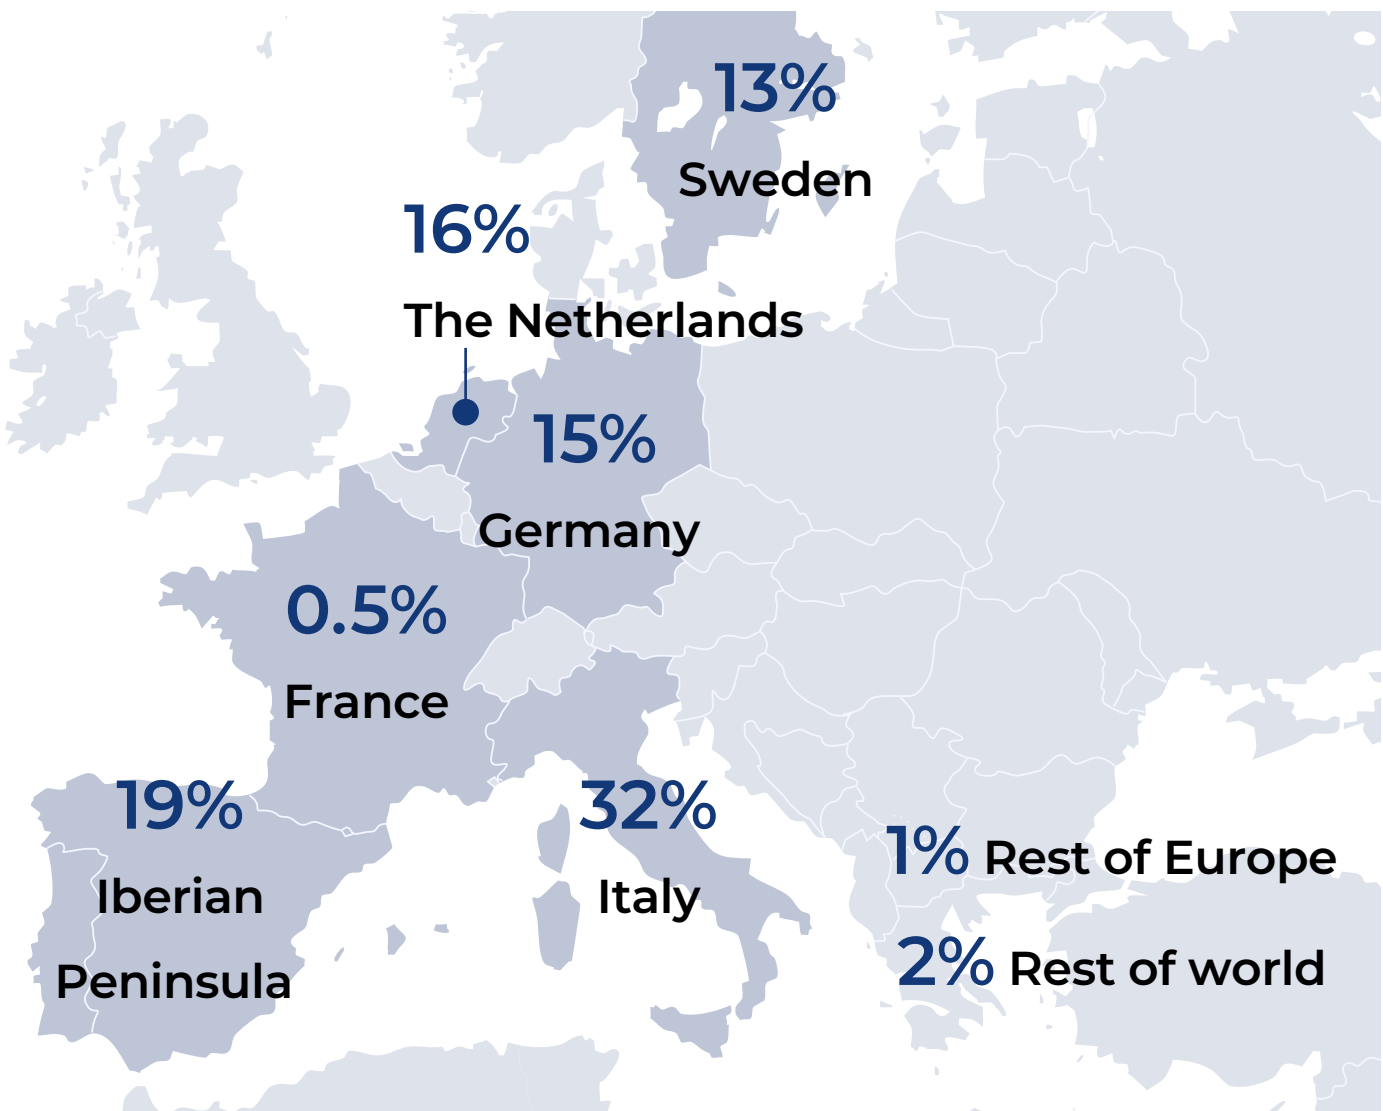 13%
Sweden
16%
The Netherlands
15%
Germany
0.5%
France
19%
Iberian
Peninsula
32%
Italy
1% Rest of Europe
2% Rest of world